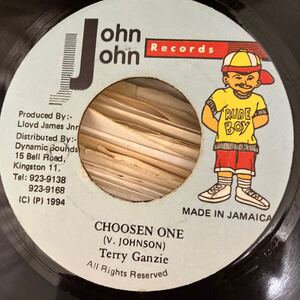 John
John
Records
RUDE
BOY
Produced By:-
Lloyd James Jnr
Distributed By:-
Dynamic Sounds
15 Bell Road,
Kingston 11.
Tel: 923-9138
923-9168
(C) (P) 1994
MADE IN JAMAICA
CHOOSEN ONE
(V. JOHNSON)
Terry Ganzie
All Rights Reserved